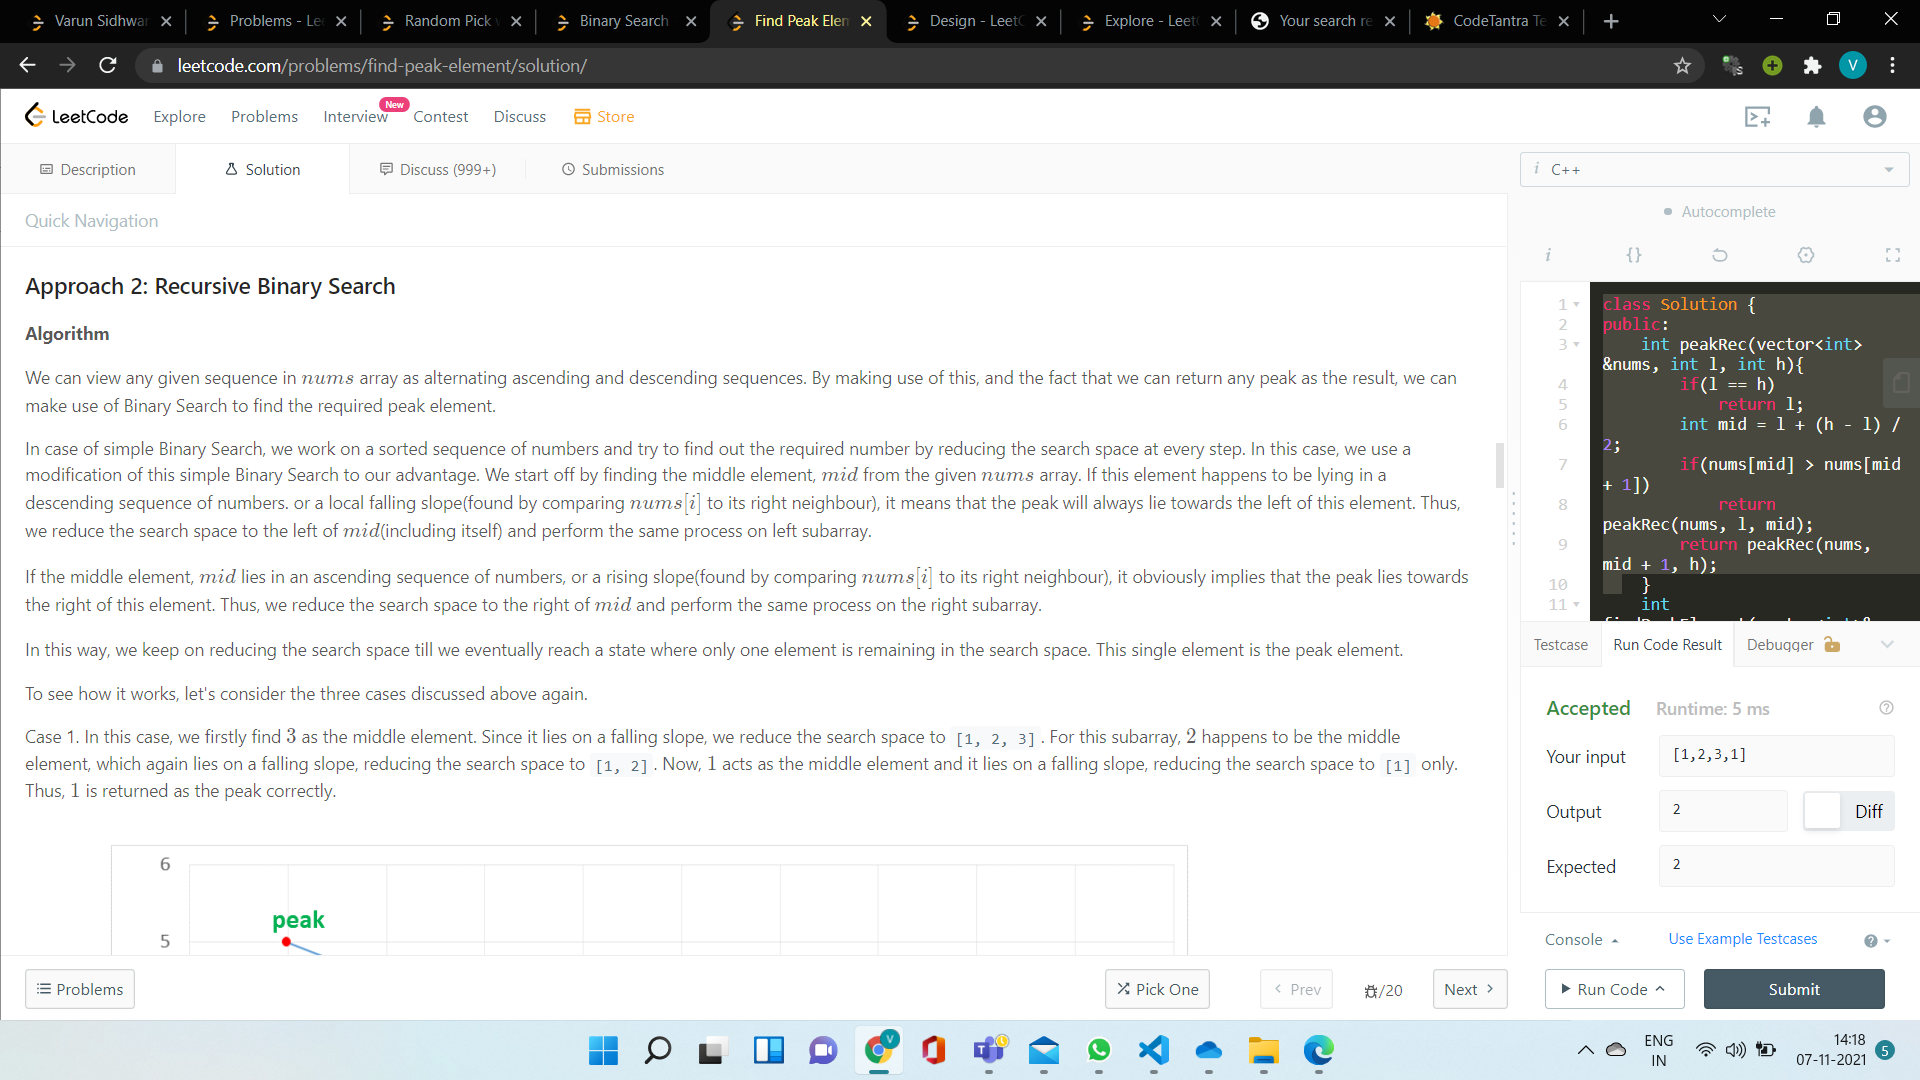 Varun Sidhwar
Problems - Lee
Random Pick w
Binary Search
Find Peak Elem
Design - LeetC
Explore - Leet
Your search re
CodeTantra Te
leetcode.com/problems/find-peak-element/solution/
V
LeetCode
Explore
Problems
Interview
New
Contest
Discuss
Store
Description
Solution
Discuss (999+)
Submissions
Quick Navigation
Approach 2: Recursive Binary Search
Algorithm
We can view any given sequence in nums array as alternating ascending and descending sequences. By making use of this, and the fact that we can return any peak as the result, we can
make use of Binary Search to find the required peak element.
In case of simple Binary Search, we work on a sorted sequence of numbers and try to find out the required number by reducing the search space at every step. In this case, we use a
modification of this simple Binary Search to our advantage. We start off by finding the middle element, mid from the given nums array. If this element happens to be lying in a
descending sequence of numbers. or a local falling slope(found by comparing nums[i] to its right neighbour), it means that the peak will always lie towards the left of this element. Thus,
we reduce the search space to the left of mid(including itself) and perform the same process on left subarray.
If the middle element, mid lies in an ascending sequence of numbers, or a rising slope(found by comparing nums[i] to its right neighbour), it obviously implies that the peak lies towards
the right of this element. Thus, we reduce the search space to the right of mid and perform the same process on the right subarray.
In this way, we keep on reducing the search space till we eventually reach a state where only one element is remaining in the search space. This single element is the peak element.
To see how it works, let's consider the three cases discussed above again.
Case 1. In this case, we firstly find 3 as the middle element. Since it lies on a falling slope, we reduce the search space to [1, 2, 3]. For this subarray, 2 happens to be the middle
element, which again lies on a falling slope, reducing the search space to [1, 2]. Now, 1 acts as the middle element and it lies on a falling slope, reducing the search space to [1] only.
Thus, 1 is returned as the peak correctly.
6
peak
5
Problems
Pick One
Prev
/20
Next
i C++
Autocomplete
i {}
1 class Solution {
2 public:
3 int peakRec(vector<int>
&nums, int l, int h){
4 if(l == h)
5 return l;
6 int mid = l + (h - l) /
2;
7 if(nums[mid] > nums[mid
+ 1])
8 return
peakRec(nums, l, mid);
9 return peakRec(nums,
mid + 1, h);
10 }
11 int
Testcase
Run Code Result
Debugger
Accepted
Runtime: 5 ms
Your input
[1,2,3,1]
Output
2
Diff
Expected
2
Console
Use Example Testcases
Run Code
Submit
V
ENG
IN
14:18
07-11-2021
5